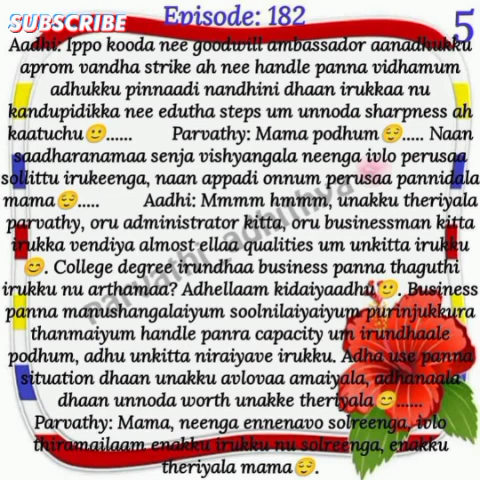 SUBSCRIBE
Episode: 182
5
Aadhi: Ippo kooda nee goodwill ambassador aanadhukku
aprom vandha strike ah nee handle panna vidhamum
adhukku pinnaadi nandhini dhaan irukkaa nu
kandupidikka nee edutha steps um unnoda sharpness ah
kaatuchu🙂...... Parvathy: Mama podhum😌..... Naan
saadharanamaa senja vishyangala neenga ivlo perusaa
sollittu irukeenga, naan appadi onnum perusaa pannidala
mama😌..... Aadhi: Mmmm hmmm, unakku theriyala
parvathy, oru administrator kitta, oru businessman kitta
irukka vendiya almost ellaa qualities um unkitta irukku
😊. College degree irundhaa business panna thaguthi
irukku nu arthamaa? Adhellaam kidaiyaadhu🙂. Business
panna manushangalaiyum soolnilaiyaiyum purinjukkura
thanmaiyum handle panra capacity um irundhaale
podhum, adhu unkitta niraiyave irukku. Adha use panna
situation dhaan unakku avlovaa amaiyala, adhanaala
dhaan unnoda worth unakke theriyala😊......
Parvathy: Mama, neenga ennenavo solreenga, ivlo
thiramailaam enakku irukku nu solreenga, enakku
theriyala mama😌.